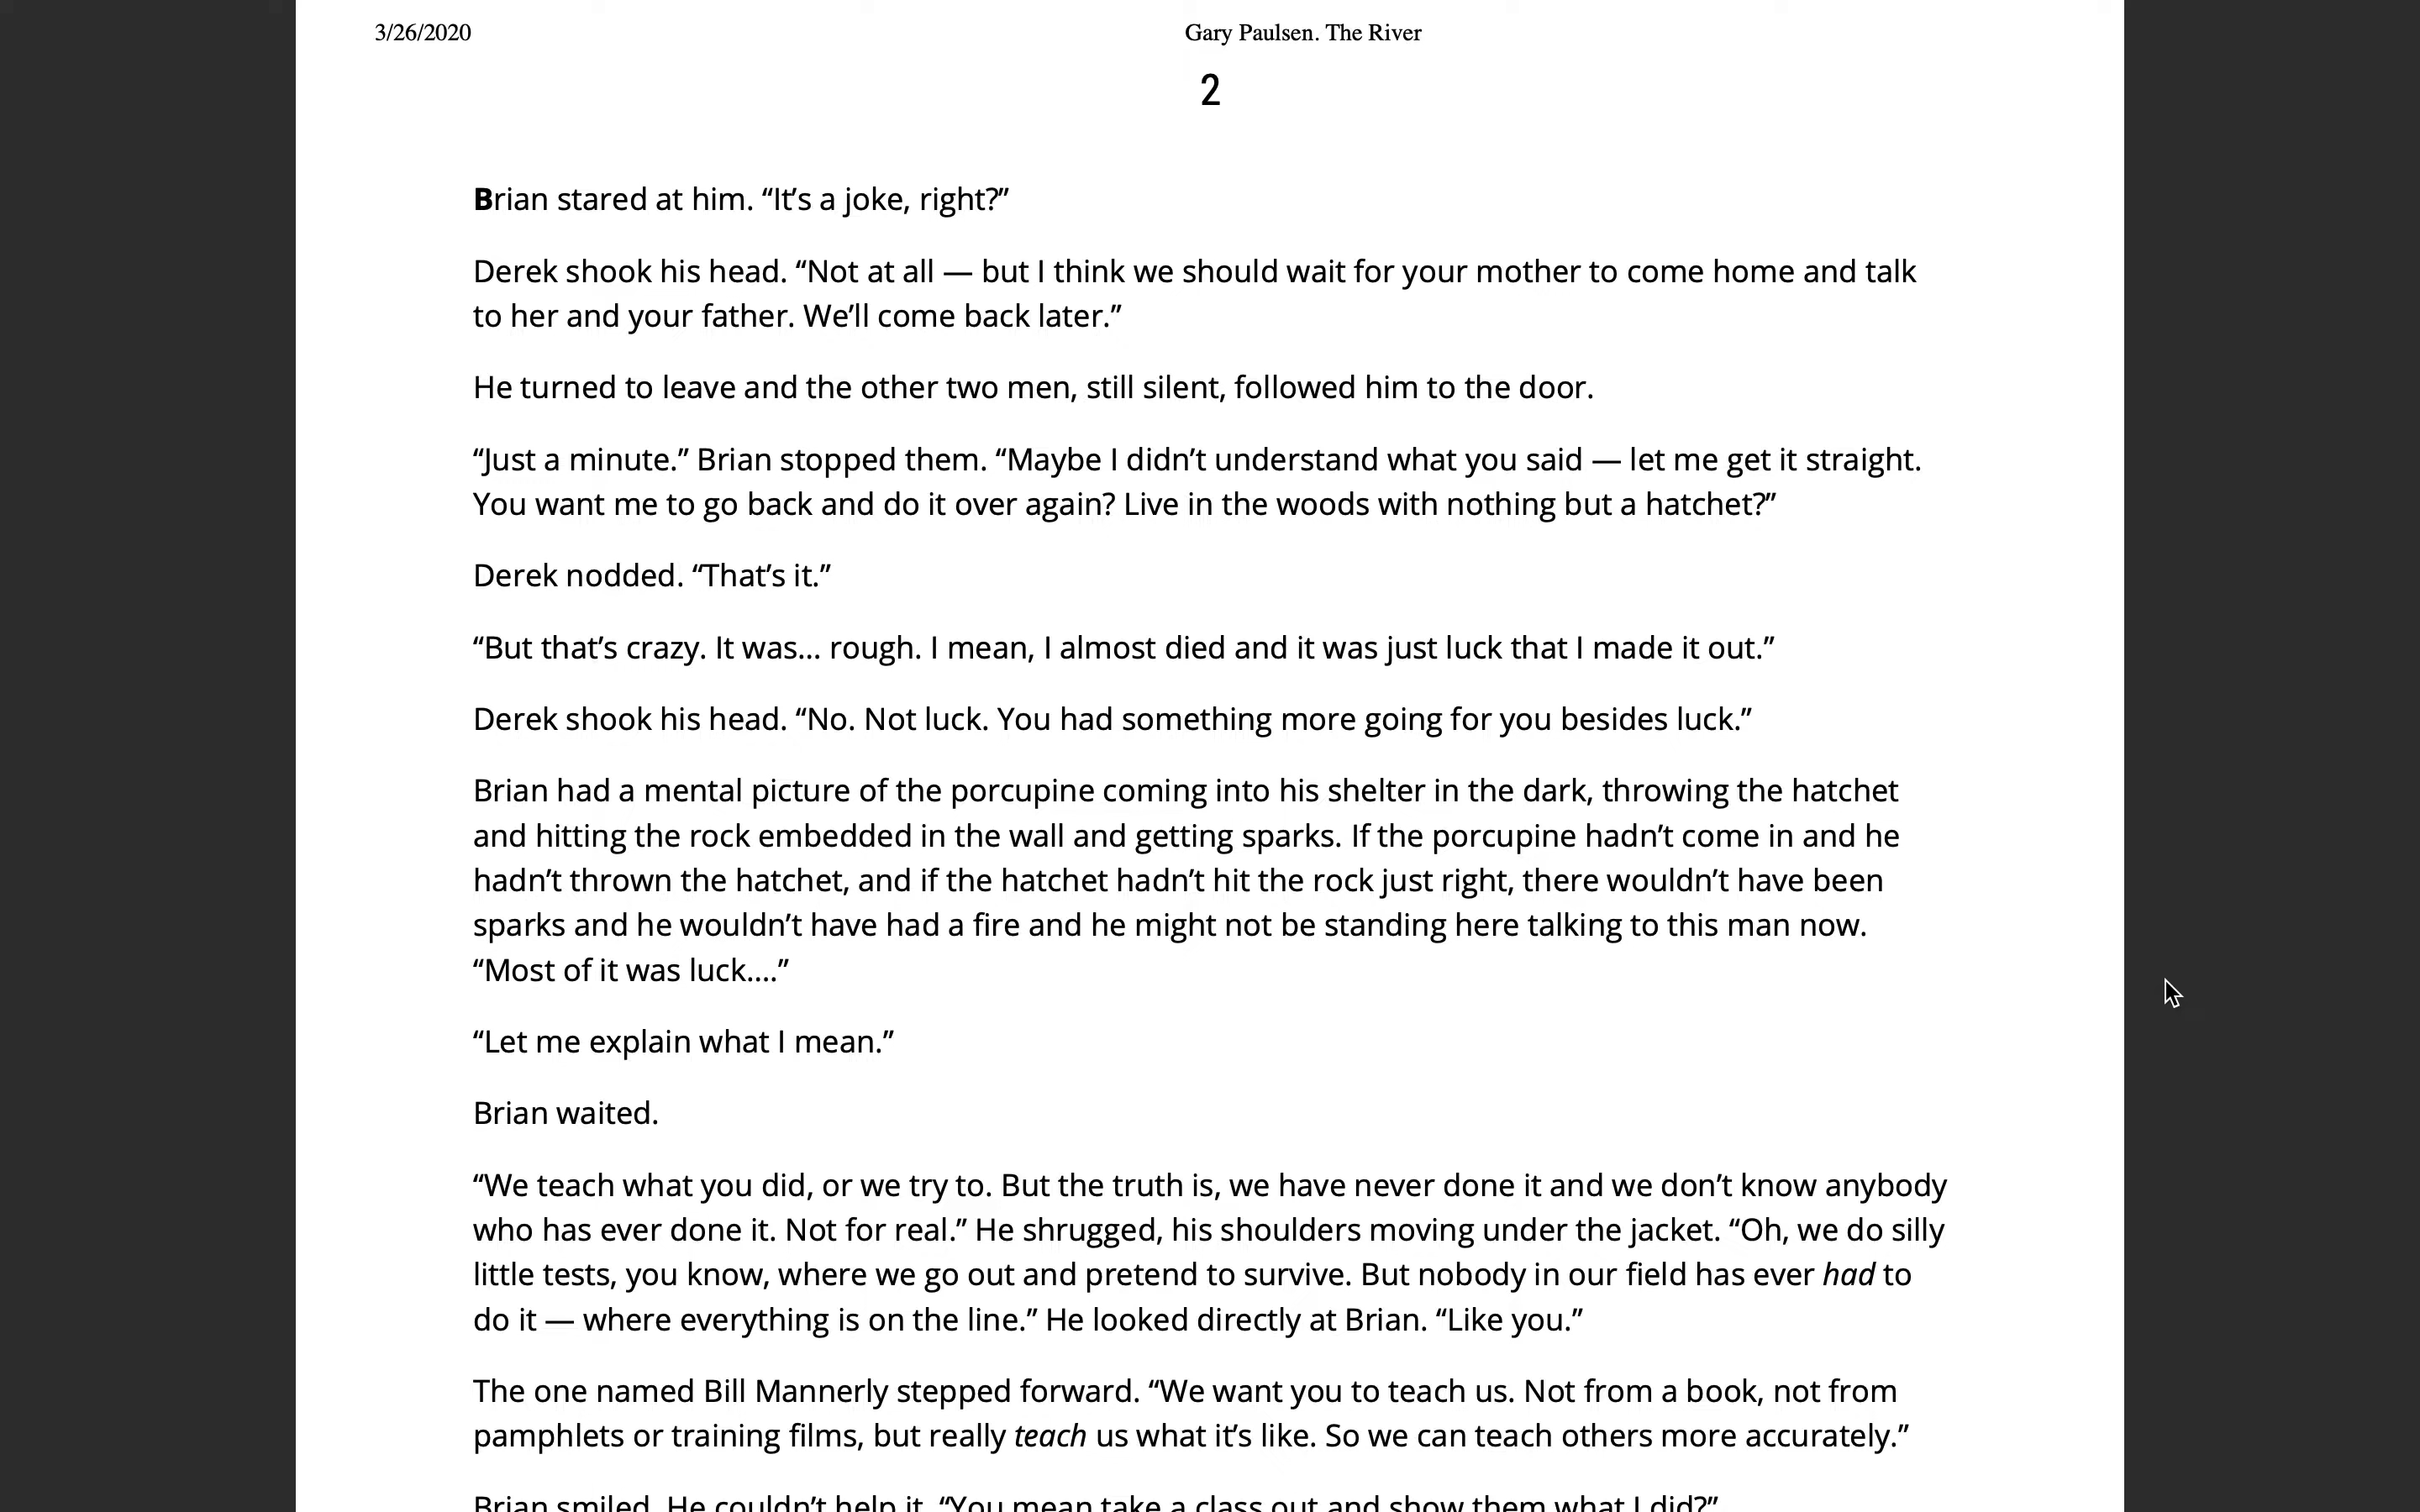 3/26/2020
Gary Paulsen. The River
2
Brian stared at him. “It’s a joke, right?”
Derek shook his head. “Not at all — but I think we should wait for your mother to come home and talk
to her and your father. We’ll come back later.”
He turned to leave and the other two men, still silent, followed him to the door.
“Just a minute.” Brian stopped them. “Maybe I didn’t understand what you said — let me get it straight.
You want me to go back and do it over again? Live in the woods with nothing but a hatchet?”
Derek nodded. “That’s it.”
“But that’s crazy. It was... rough. I mean, I almost died and it was just luck that I made it out.”
Derek shook his head. “No. Not luck. You had something more going for you besides luck.”
Brian had a mental picture of the porcupine coming into his shelter in the dark, throwing the hatchet
and hitting the rock embedded in the wall and getting sparks. If the porcupine hadn’t come in and he
hadn’t thrown the hatchet, and if the hatchet hadn’t hit the rock just right, there wouldn’t have been
sparks and he wouldn’t have had a fire and he might not be standing here talking to this man now.
“Most of it was luck....”
“Let me explain what I mean.”
Brian waited.
“We teach what you did, or we try to. But the truth is, we have never done it and we don’t know anybody
who has ever done it. Not for real.” He shrugged, his shoulders moving under the jacket. “Oh, we do silly
little tests, you know, where we go out and pretend to survive. But nobody in our field has ever had to
do it — where everything is on the line.” He looked directly at Brian. “Like you.”
The one named Bill Mannerly stepped forward. “We want you to teach us. Not from a book, not from
pamphlets or training films, but really teach us what it’s like. So we can teach others more accurately.”
Brian smiled. He couldn’t help it. “You mean take a class out and show them what I did?”